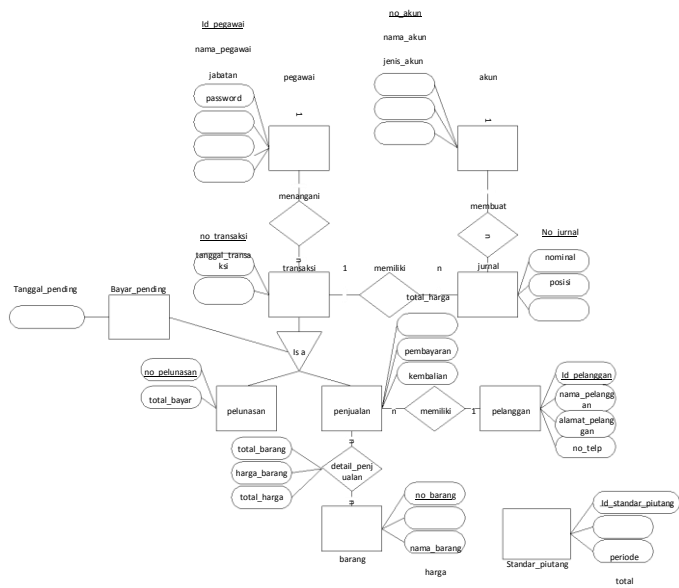 Id_pegawai
nama_pegawai
jabatan
password
pegawai
1
no_akun
nama_akun
jenis_akun
akun
1
menangani
membuat
n
no_transaksi
tanggal_transa
ksi
n
transaksi
1
memiliki
n
jurnal
No_jurnal
nominal
posisi
Tanggal_pending
Bayar_pending
Is a
total_harga
pembayaran
kembalian
no_pelunasan
total_bayar
pelunasan
penjualan
n
memiliki
1
pelanggan
Id_pelanggan
nama_pelangg
an
alamat_pelang
gan
no_telp
n
total_barang
harga_barang
total_harga
detail_penj
ualan
n
no_barang
nama_barang
barang
harga
Id_standar_piutang
periode
Standar_piutang
total